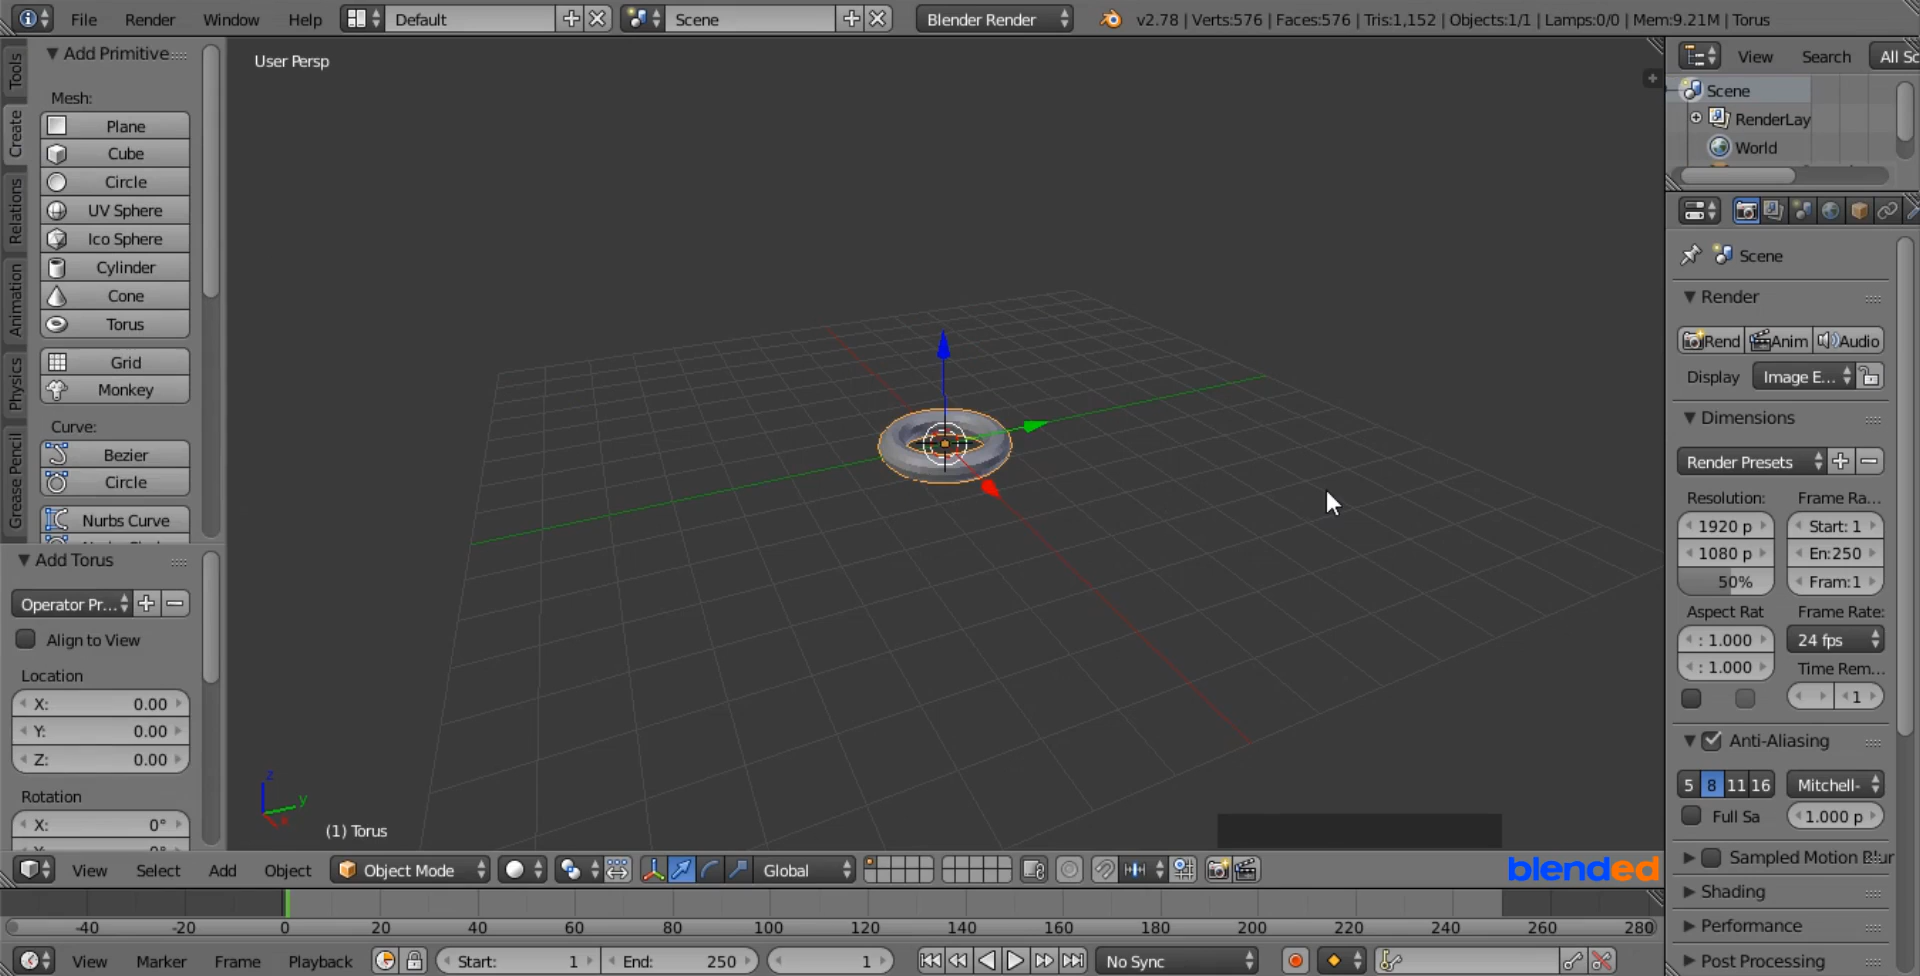 File Render Window Help Default Scene Blender Render v2.78 | Verts:576 | Faces:576 | Tris:1,152 | Objects:1/1 | Lamps:0/0 | Mem:9.21M | Torus
Tools
Create
Relations
Animation
Physics
Grease Pencil
Add Primitive
Mesh:
Plane
Cube
Circle
UV Sphere
Ico Sphere
Cylinder
Cone
Torus
Grid
Monkey
Curve:
Bezier
Circle
Nurbs Curve
Add Torus
Operator Pr...
Align to View
Location
X: 0.00
Y: 0.00
Z: 0.00
Rotation
X: 0°
User Persp
z
y
x
(1) Torus
View Search All Sc
Scene
RenderLay
World
Scene
Render
Rend Anim Audio
Display Image E...
Dimensions
Render Presets
Resolution: Frame Ra...
1920 p Start: 1
1080 p En:250
50% Fram:1
Aspect Rat Frame Rate:
: 1.000 24 fps
: 1.000 Time Rem...
1
Anti-Aliasing
5 8 11 16 Mitchell-
Full Sa 1.000 p
Sampled Motion Blur
Shading
Performance
Post Processing
View Select Add Object Object Mode Global
blended
-40 -20 0 20 40 60 80 100 120 140 160 180 200 220 240 260 280
View Marker Frame Playback Start: 1 End: 250 1 No Sync